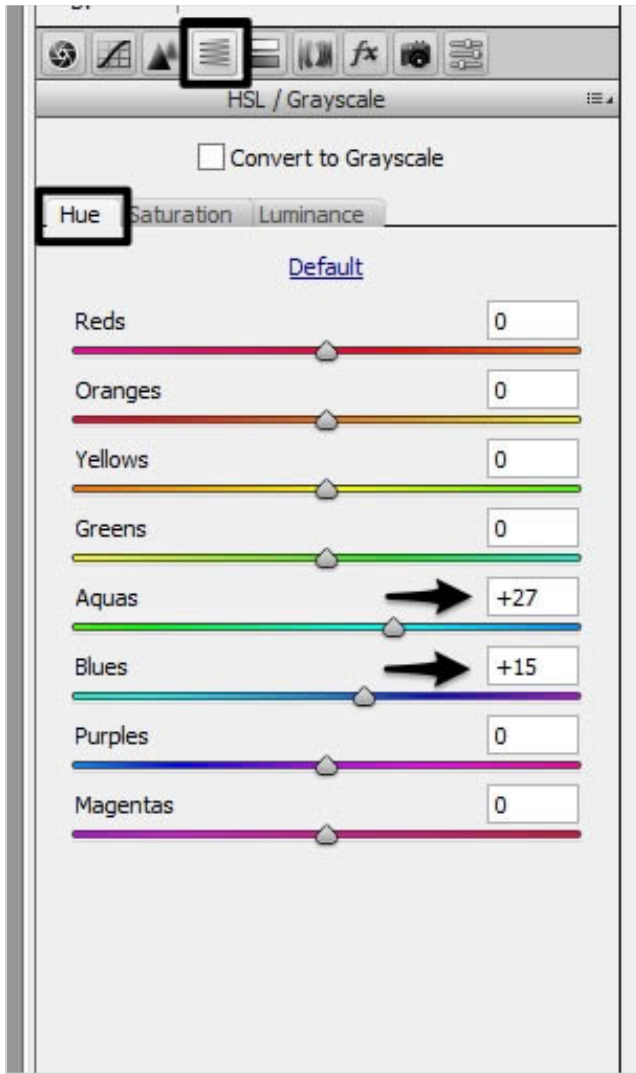 fx
HSL / Grayscale
Convert to Grayscale
Hue Saturation Luminance
Default
Reds 0
Oranges 0
Yellows 0
Greens 0
Aquas +27
Blues +15
Purples 0
Magentas 0